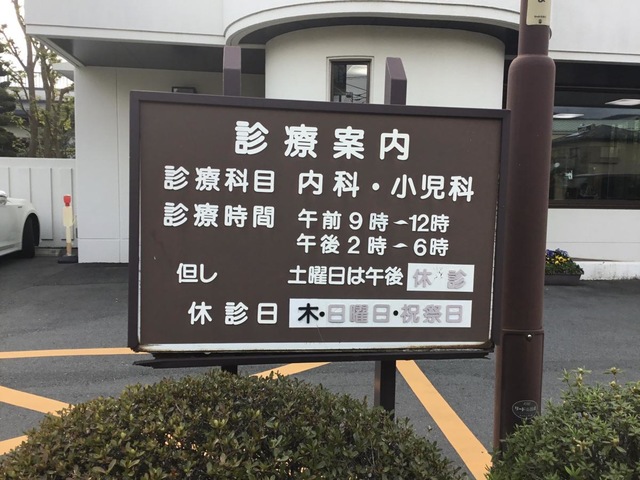 診療案内
診療科目 内科・小児科
診療時間 午前9時－12時
午後2時－6時
但し 土曜日は午後休診
休診日 木・日曜日・祝祭日